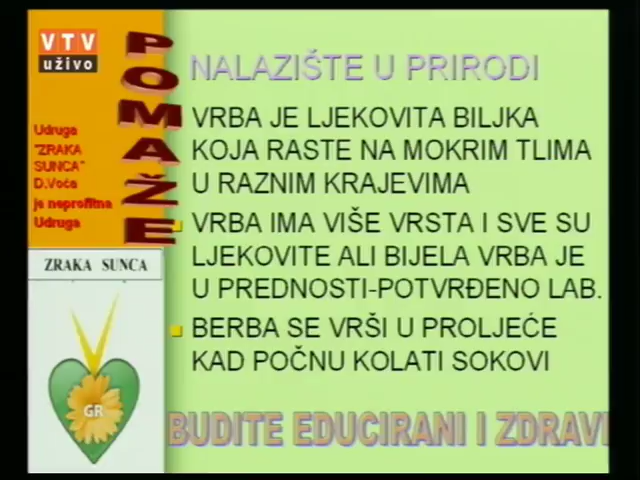 VTV
uživo
POMAŽE
Udruga
"ZRAKA
SUNCA"
D.Voća
je neprofitna
Udruga
ZRAKA SUNCA
GR
NALAZIŠTE U PRIRODI
VRBA JE LJEKOVITA BILJKA
KOJA RASTE NA MOKRIM TLIMA
U RAZNIM KRAJEVIMA
VRBA IMA VIŠE VRSTA I SVE SU
LJEKOVITE ALI BIJELA VRBA JE
U PREDNOSTI-POTVRĐENO LAB.
BERBA SE VRŠI U PROLJEĆE
KAD POČNU KOLATI SOKOVI
BUDITE EDUCIRANI I ZDRAVI